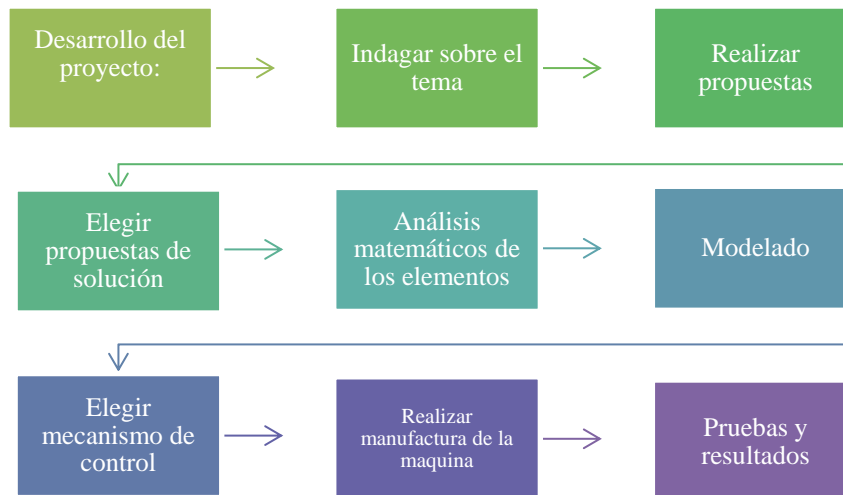 Desarrollo del
proyecto:
Indagar sobre el
tema
Realizar
propuestas
Elegir
propuestas de
solución
Análisis
matemáticos de
los elementos
Modelado
Elegir
mecanismo de
control
Realizar
manufactura de la
maquina
Pruebas y
resultados